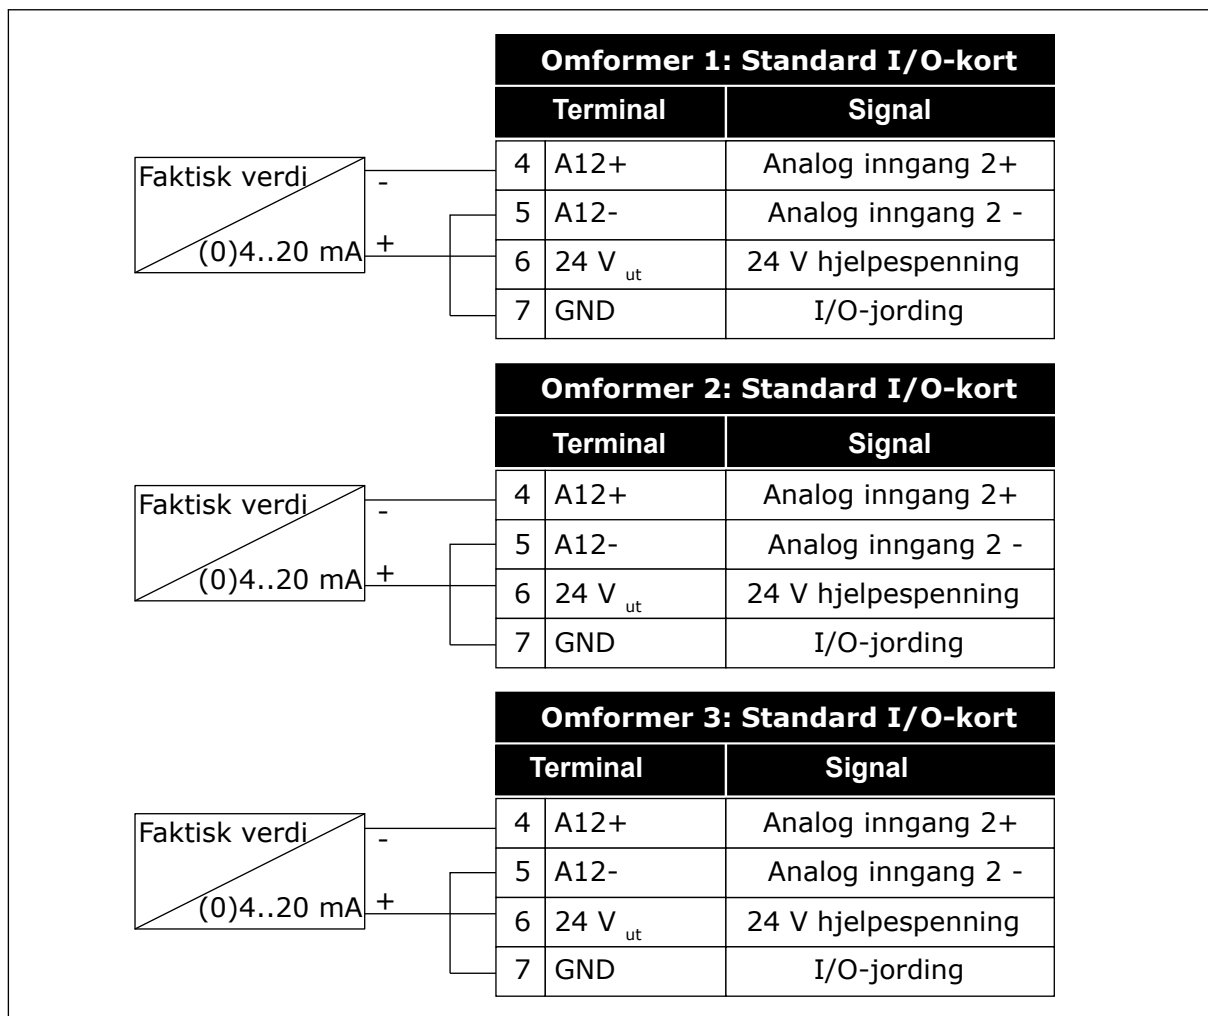 Omformer 1: Standard I/O-kort
Terminal Signal
Faktisk verdi - 4 A12+ Analog inngang 2+
5 A12- Analog inngang 2 -
(0)4..20 mA + 6 24 V ut 24 V hjelpespenning
7 GND I/O-jording
Omformer 2: Standard I/O-kort
Terminal Signal
Faktisk verdi - 4 A12+ Analog inngang 2+
5 A12- Analog inngang 2 -
(0)4..20 mA + 6 24 V ut 24 V hjelpespenning
7 GND I/O-jording
Omformer 3: Standard I/O-kort
Terminal Signal
Faktisk verdi - 4 A12+ Analog inngang 2+
5 A12- Analog inngang 2 -
(0)4..20 mA + 6 24 V ut 24 V hjelpespenning
7 GND I/O-jording